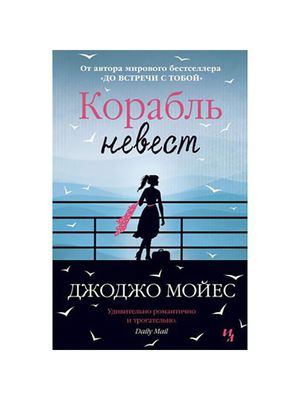 От автора мирового бестселлера
«ДО ВСТРЕЧИ С ТОБОЙ»
Корабль
невест
ДЖОДЖО МОЙЕС
Удивительно романтично
и трогательно.
Daily Mail